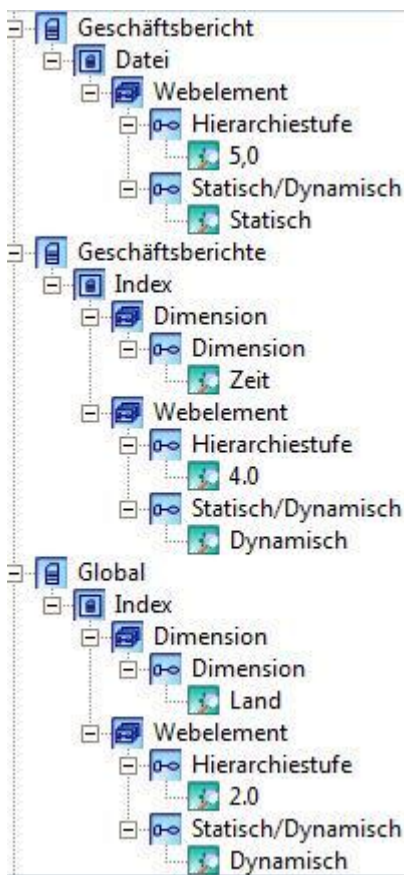 Geschäftsbericht
Datei
Webelement
Hierarchiestufe
5,0
Statisch/Dynamisch
Statisch
Geschäftsberichte
Index
Dimension
Dimension
Zeit
Webelement
Hierarchiestufe
4.0
Statisch/Dynamisch
Dynamisch
Global
Index
Dimension
Dimension
Land
Webelement
Hierarchiestufe
2.0
Statisch/Dynamisch
Dynamisch